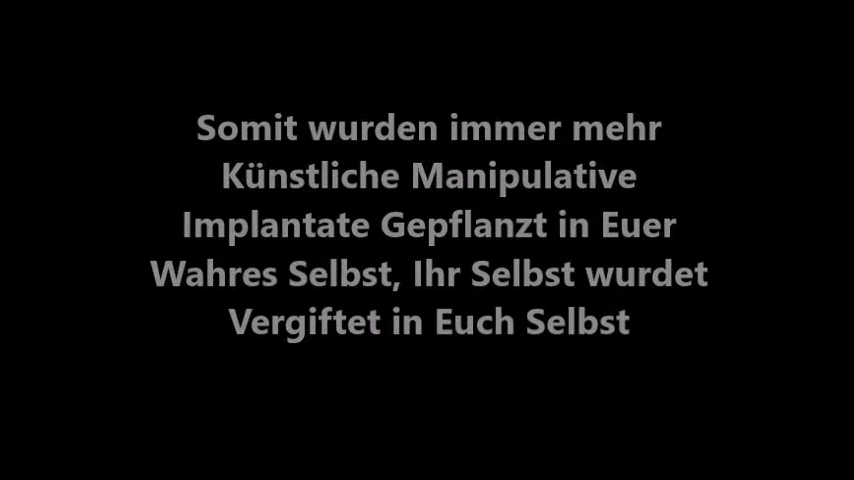 Somit wurden immer mehr
Künstliche Manipulative
Implantate Gepflanzt in Euer
Wahres Selbst, Ihr Selbst wurdet
Vergiftet in Euch Selbst